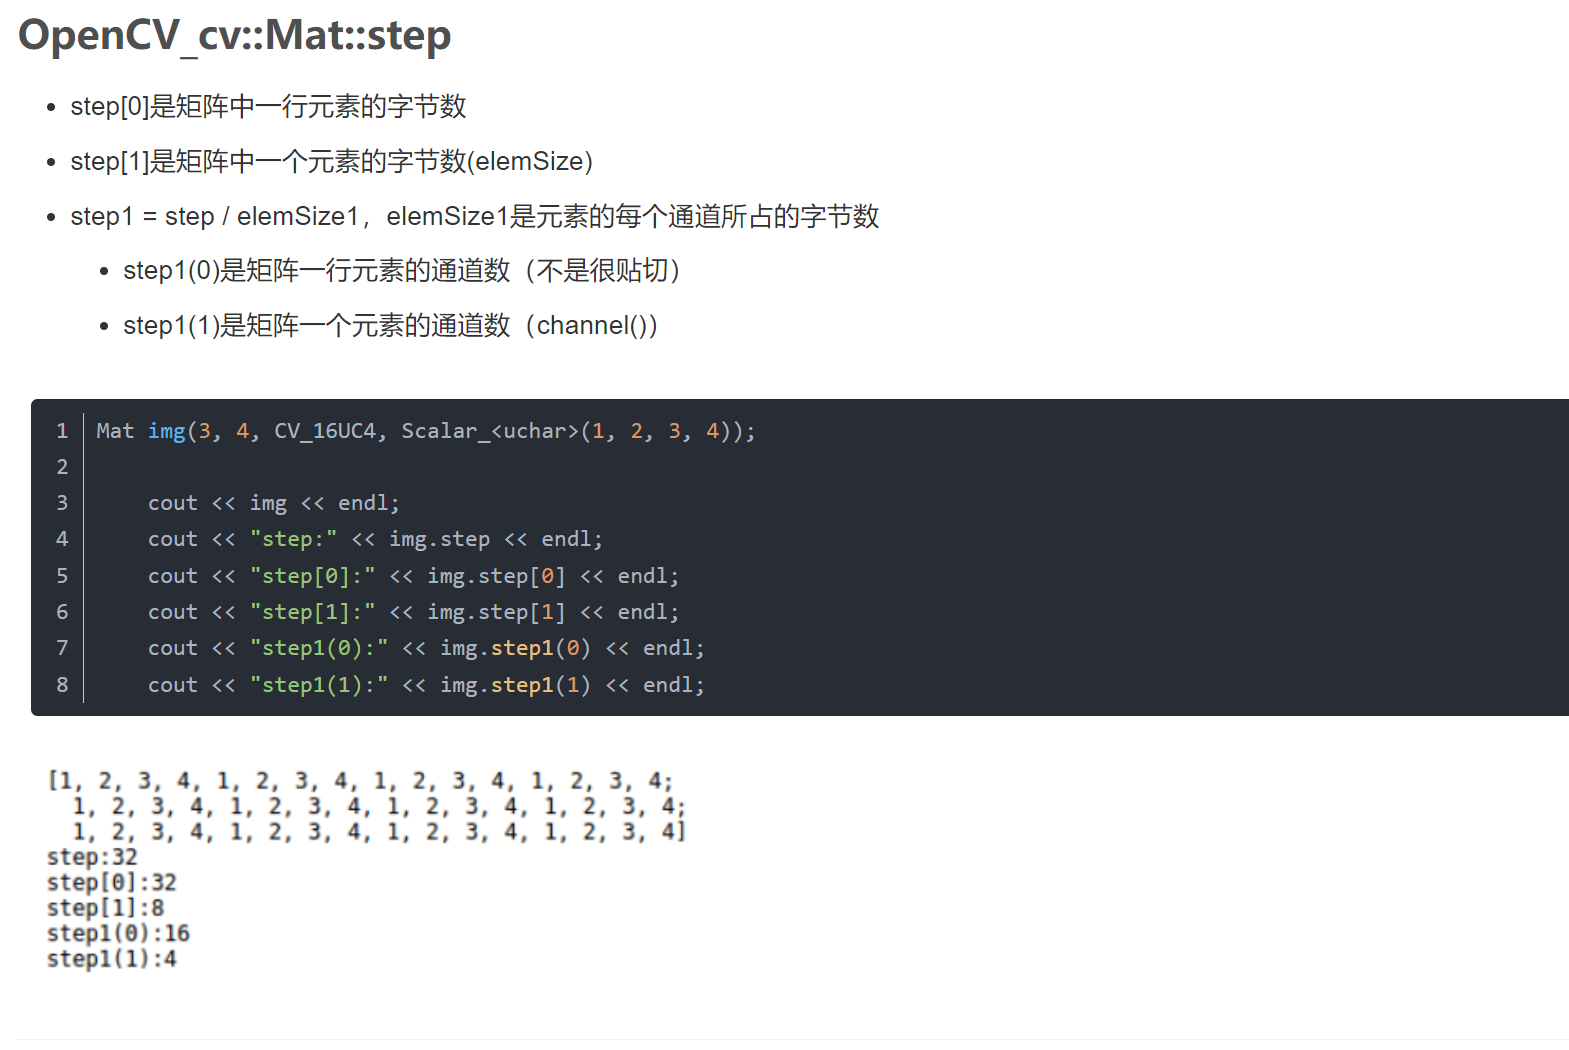 OpenCV_cv::Mat::step
step[0]是矩阵中一行元素的字节数
step[1]是矩阵中一个元素的字节数(elemSize)
step1 = step / elemSize1，elemSize1是元素的每个通道所占的字节数
step1(0)是矩阵一行元素的通道数（不是很贴切）
step1(1)是矩阵一个元素的通道数（channel()）
1 Mat img(3, 4, CV_16UC4, Scalar_<uchar>(1, 2, 3, 4));
2
3 cout << img << endl;
4 cout << "step:" << img.step << endl;
5 cout << "step[0]:" << img.step[0] << endl;
6 cout << "step[1]:" << img.step[1] << endl;
7 cout << "step1(0):" << img.step1(0) << endl;
8 cout << "step1(1):" << img.step1(1) << endl;
[1, 2, 3, 4, 1, 2, 3, 4, 1, 2, 3, 4, 1, 2, 3, 4;
1, 2, 3, 4, 1, 2, 3, 4, 1, 2, 3, 4, 1, 2, 3, 4;
1, 2, 3, 4, 1, 2, 3, 4, 1, 2, 3, 4, 1, 2, 3, 4]
step:32
step[0]:32
step[1]:8
step1(0):16
step1(1):4